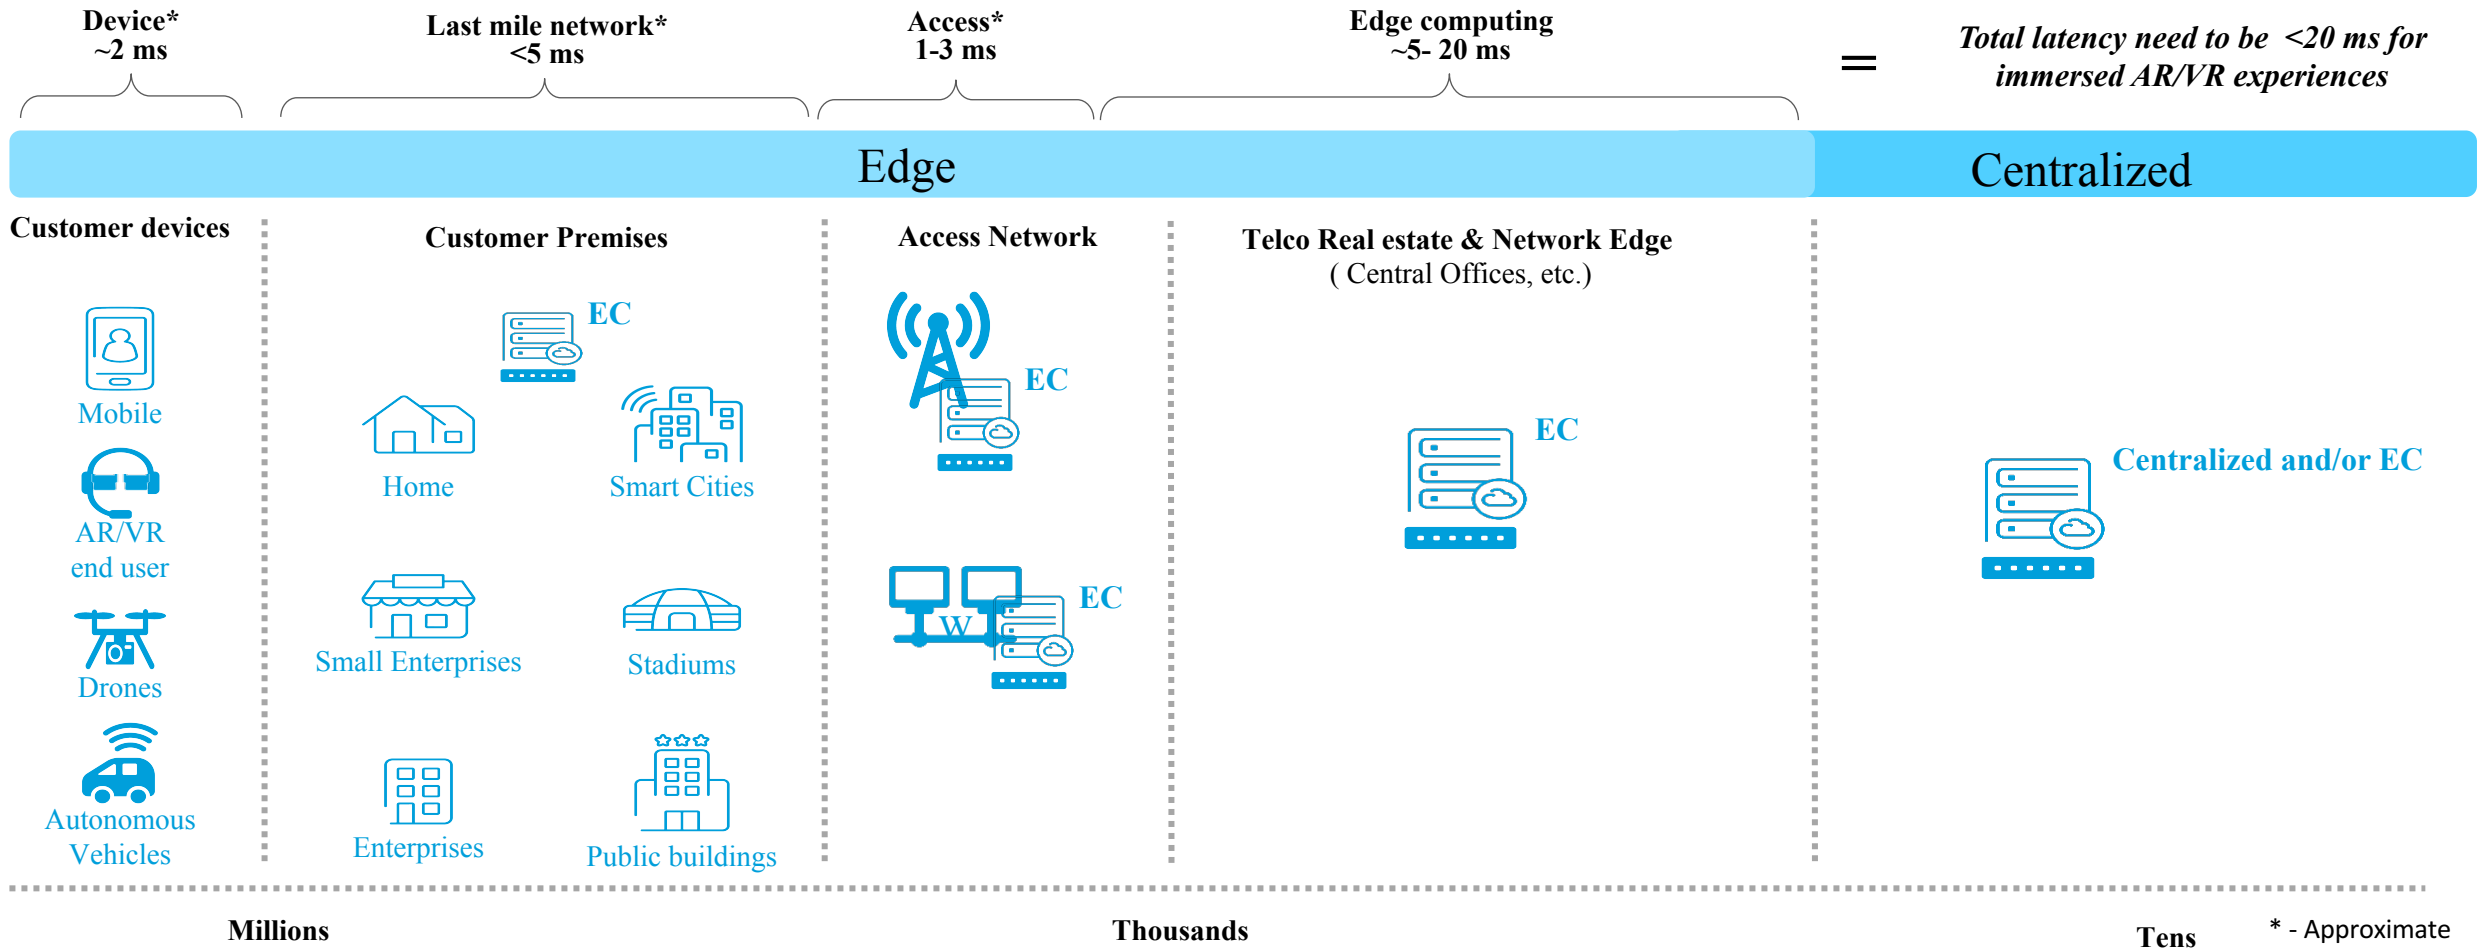 Device*
~2 ms
Last mile network*
<5 ms
Access*
1-3 ms
Edge computing
~5- 20 ms
=
Total latency need to be <20 ms for
immersed AR/VR experiences
Edge
Centralized
Customer devices
Customer Premises
Access Network
Telco Real estate & Network Edge
( Central Offices, etc.)
Mobile
AR/VR
end user
Drones
Autonomous
Vehicles
EC
Home
Smart Cities
Small Enterprises
Stadiums
Enterprises
Public buildings
EC
W
EC
EC
Centralized and/or EC
Millions
Thousands
Tens
* - Approximate